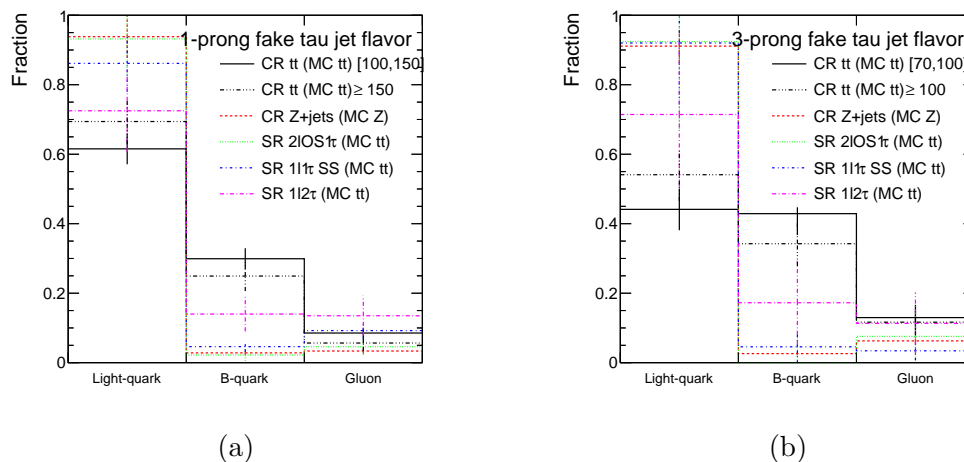 Fraction
1-prong fake tau jet flavor
1
0.8
0.6
0.4
0.2
0
CR tt (MC tt) [100,150]
CR tt (MC tt) ≥ 150
CR Z+jets (MC Z)
SR 2lOS1τ (MC tt)
SR 1l1τ SS (MC tt)
SR 1l2τ (MC tt)
Light-quark B-quark Gluon
(a)
Fraction
3-prong fake tau jet flavor
1
0.8
0.6
0.4
0.2
0
CR tt (MC tt) [70,100]
CR tt (MC tt) ≥ 100
CR Z+jets (MC Z)
SR 2lOS1τ (MC tt)
SR 1l1τ SS (MC tt)
SR 1l2τ (MC tt)
Light-quark B-quark Gluon
(b)